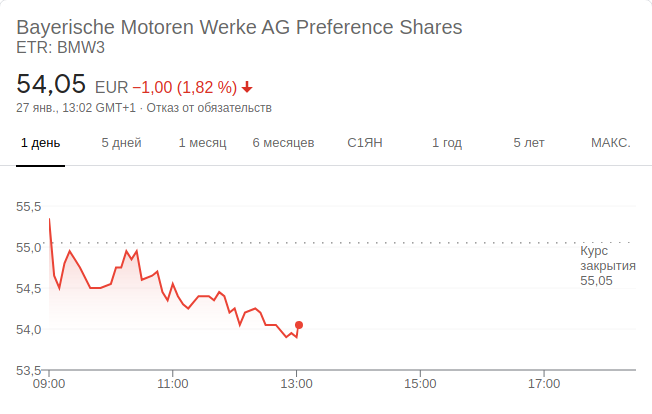 Bayerische Motoren Werke AG Preference Shares
ETR: BMW3
54,05 EUR −1,00 (1,82 %)
27 янв., 13:02 GMT+1 · Отказ от обязательств
1 день 5 дней 1 месяц 6 месяцев С1ЯН 1 год 5 лет МАКС.
55,5
55,0
Курс
закрытия
55,05
54,5
54,0
53,5
09:00 11:00 13:00 15:00 17:00